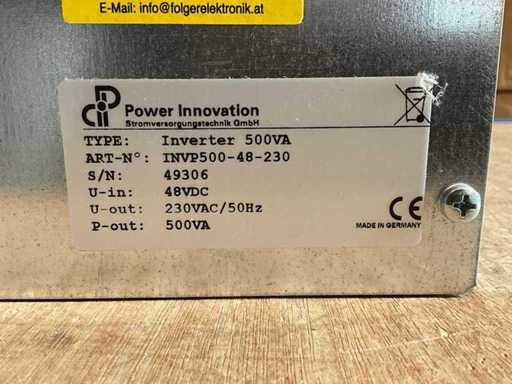 E-Mail: info@folgerelektronik.at
Power Innovation
Stromversorgungstechnik GmbH
TYPE: Inverter 500VA
ART-N°: INVP500-48-230
S/N: 49306
U-in: 48VDC
U-out: 230VAC/50Hz
P-out: 500VA
CE
MADE IN GERMANY